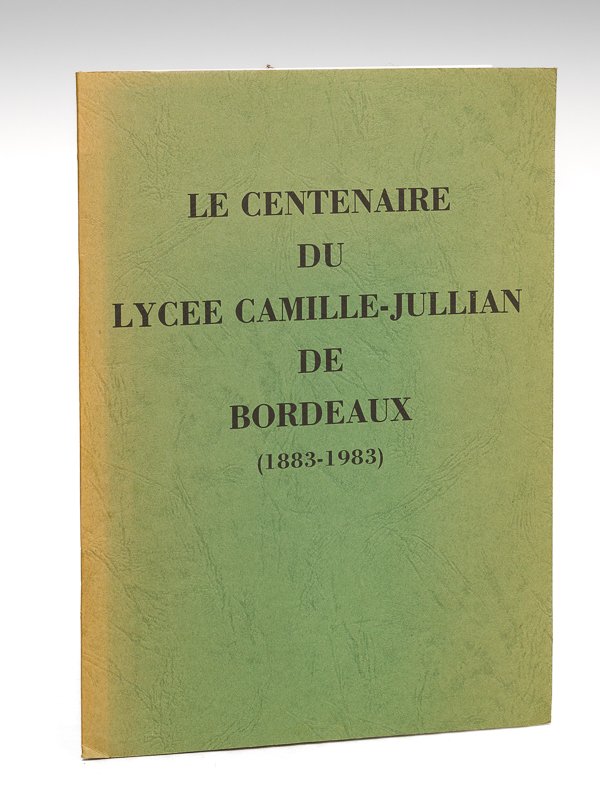 LE CENTENAIRE
DU
LYCEE CAMILLE-JULLIAN
DE
BORDEAUX
(1883-1983)